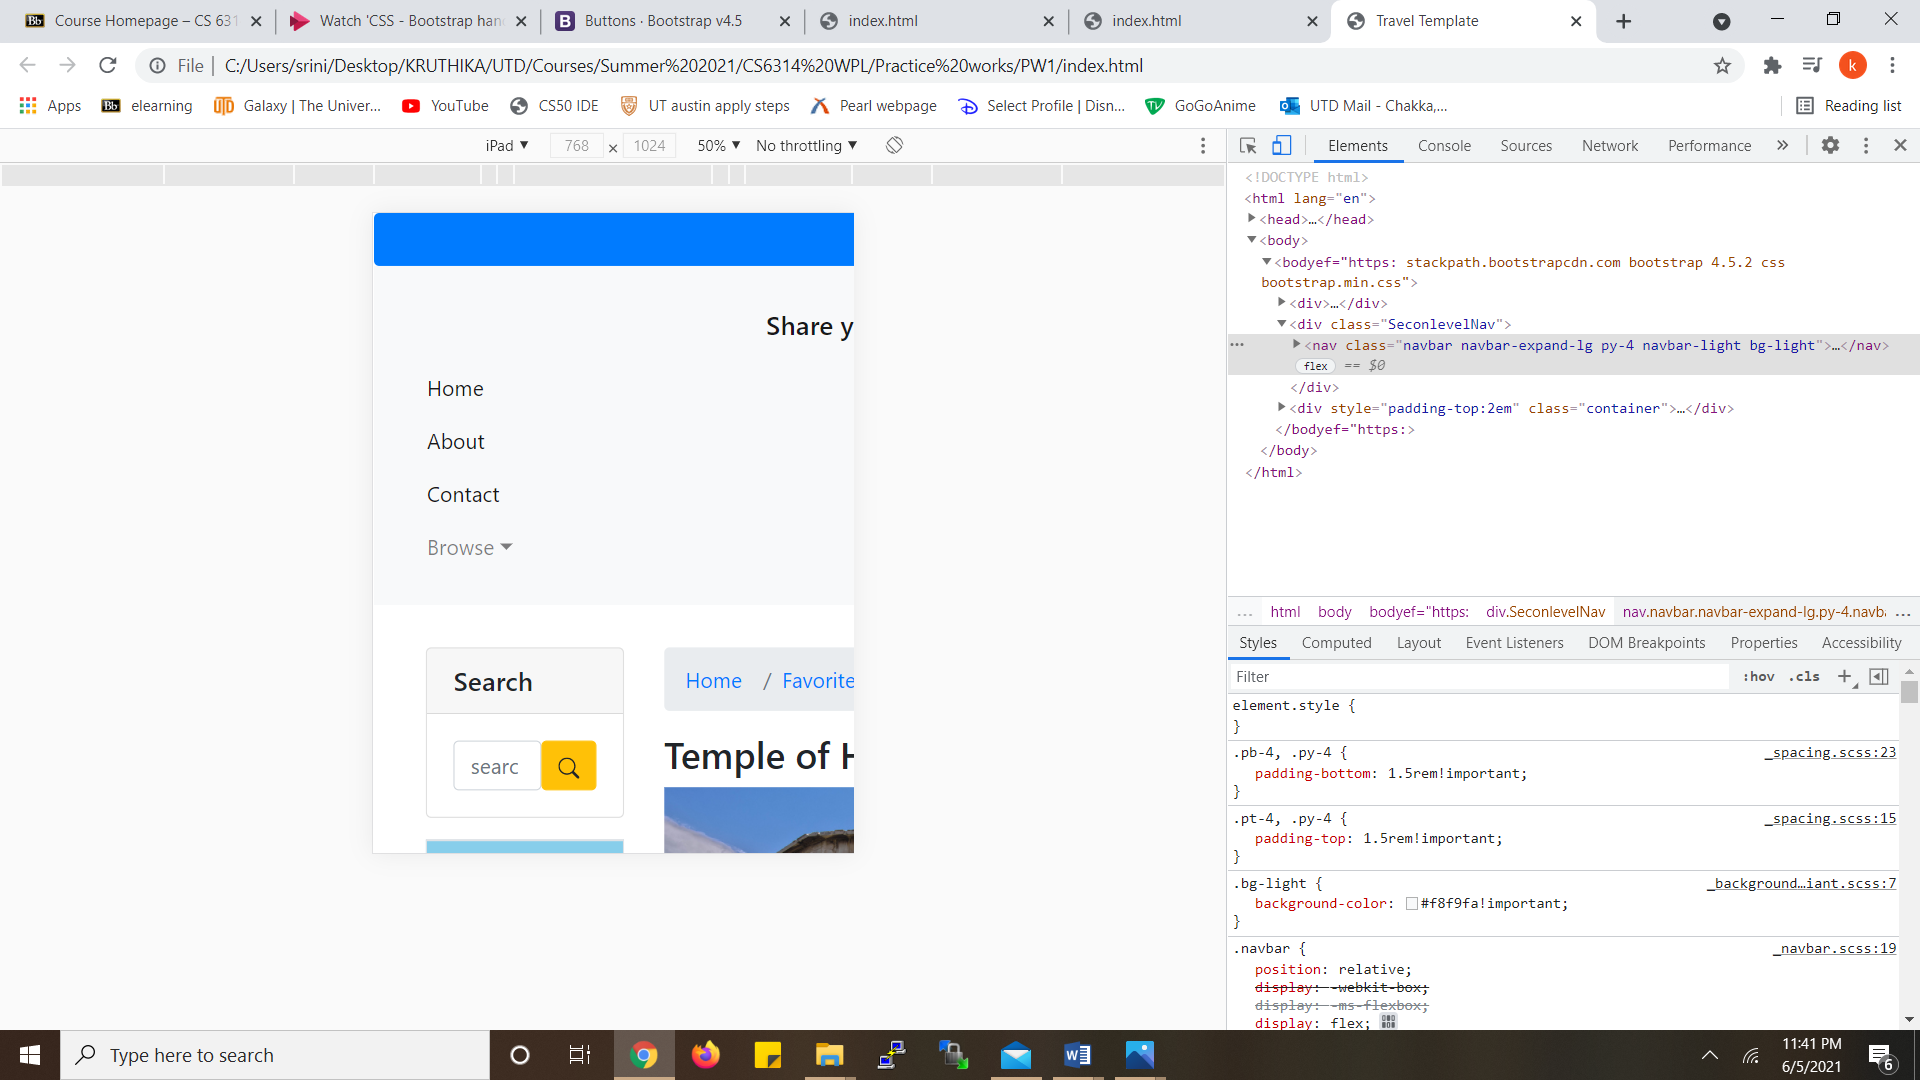 Course Homepage – CS 631
Watch 'CSS - Bootstrap han
Buttons · Bootstrap v4.5
index.html
index.html
Travel Template
File | C:/Users/srini/Desktop/KRUTHIKA/UTD/Courses/Summer%202021/CS6314%20WPL/Practice%20works/PW1/index.html
k
Apps
elearning
Galaxy | The Univer...
YouTube
CS50 IDE
UT austin apply steps
Pearl webpage
Select Profile | Disn...
GoGoAnime
UTD Mail - Chakka,...
Reading list
iPad 768 × 1024 50% No throttling
Elements Console Sources Network Performance
Share y
Home
About
Contact
Browse
Search
searc
Home / Favorite
Temple of H
<!DOCTYPE html>
<html lang="en">
<head>…</head>
<body>
<bodyef="https: stackpath.bootstrapcdn.com bootstrap 4.5.2 css
bootstrap.min.css">
<div>…</div>
<div class="SeconlevelNav">
<nav class="navbar navbar-expand-lg py-4 navbar-light bg-light">…</nav>
flex == $0
</div>
<div style="padding-top:2em" class="container">…</div>
</bodyef="https:>
</body>
</html>
... html body bodyef="https: div.SeconlevelNav nav.navbar.navbar-expand-lg.py-4.navba ...
Styles Computed Layout Event Listeners DOM Breakpoints Properties Accessibility
Filter :hov .cls +
element.style {
}
.pb-4, .py-4 { _spacing.scss:23
padding-bottom: 1.5rem!important;
}
.pt-4, .py-4 { _spacing.scss:15
padding-top: 1.5rem!important;
}
.bg-light { _background…iant.scss:7
background-color: #f8f9fa!important;
}
.navbar { _navbar.scss:19
position: relative;
display: -webkit-box;
display: -ms-flexbox;
display: flex;
Type here to search
11:41 PM
6/5/2021
6